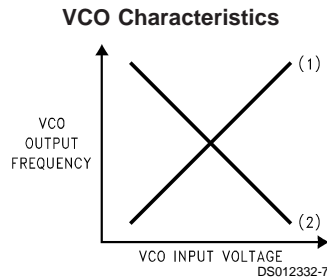 VCO Characteristics
(1)
VCO
OUTPUT
FREQUENCY
(2)
VCO INPUT VOLTAGE
DS012332-7